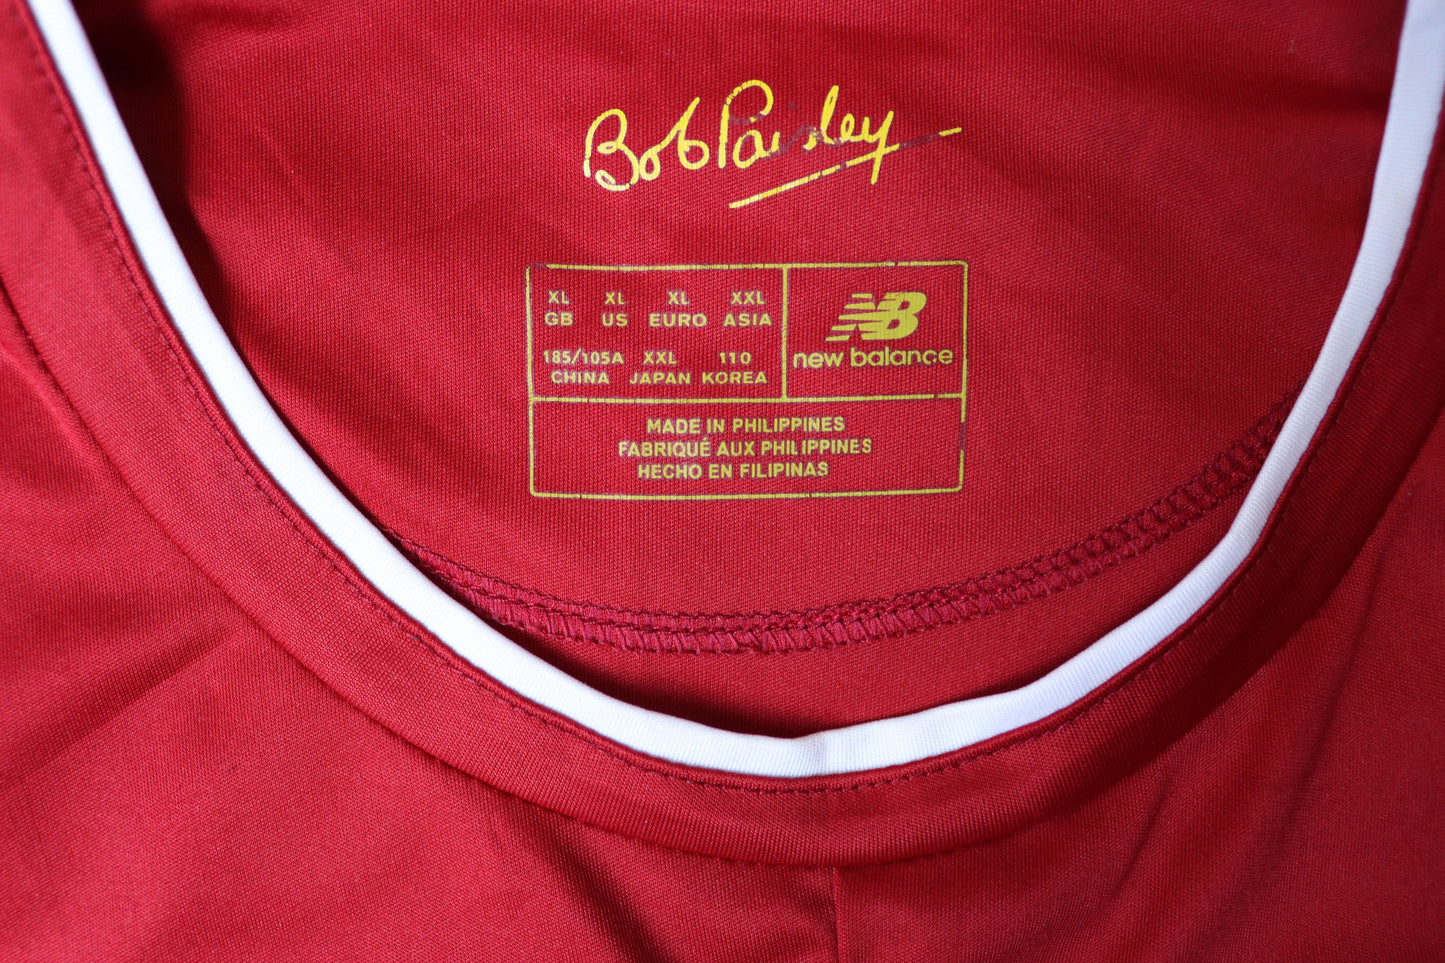 Bob Paisley
XL XL XL XXL
GB US EURO ASIA
185/105A XXL 110
CHINA JAPAN KOREA
NB
new balance
MADE IN PHILIPPINES
FABRIQUÉ AUX PHILIPPINES
HECHO EN FILIPINAS